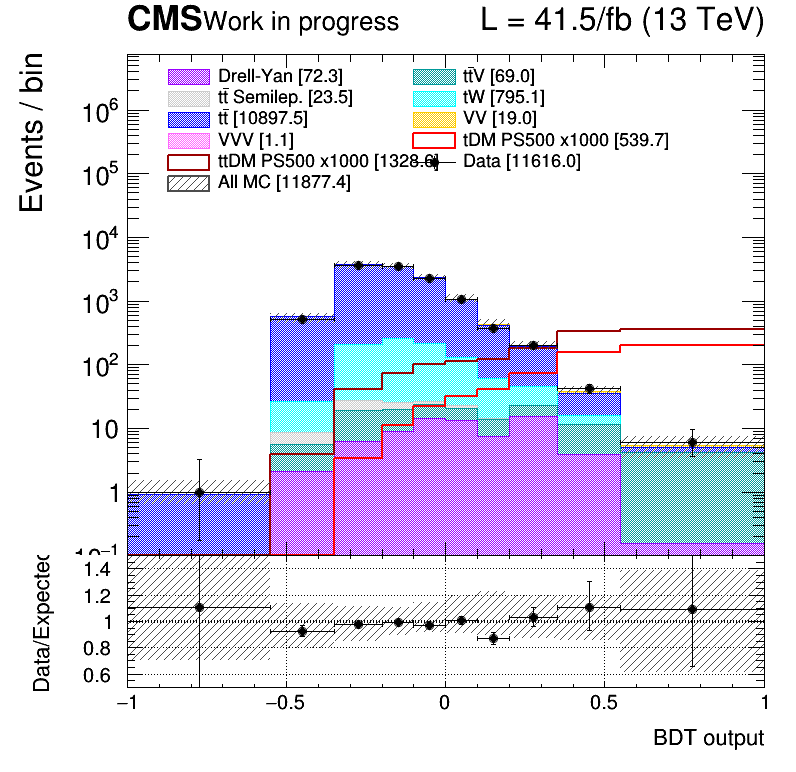 CMS Work in progress L = 41.5/fb (13 TeV)
Events / bin
Drell-Yan [72.3] tt̄V [69.0]
tt̄ Semilep. [23.5] tW [795.1]
tt̄ [10897.5] VV [19.0]
VVV [1.1] tDM PS500 x1000 [539.7]
ttDM PS500 x1000 [1328.6] Data [11616.0]
All MC [11877.4]
10⁶
10⁵
10⁴
10³
10²
10
1
10⁻¹
Data/Expected
1.4
1.2
1
0.8
0.6
−1 −0.5 0 0.5 1
BDT output